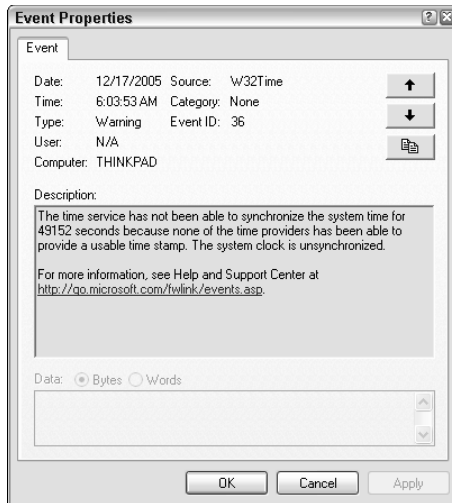 Event Properties
Event
Date: 12/17/2005 Source: W32Time
Time: 6:03:53 AM Category: None
Type: Warning Event ID: 36
User: N/A
Computer: THINKPAD
Description:
The time service has not been able to synchronize the system time for
49152 seconds because none of the time providers has been able to
provide a usable time stamp. The system clock is unsynchronized.
For more information, see Help and Support Center at
http://go.microsoft.com/fwlink/events.asp.
Data: Bytes Words
OK Cancel Apply